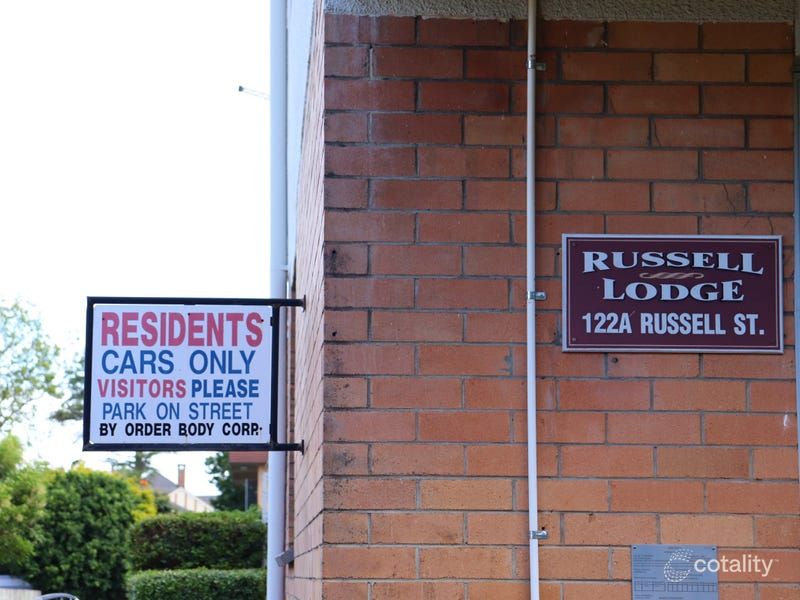 RESIDENTS
CARS ONLY
VISITORS PLEASE
PARK ON STREET
BY ORDER BODY CORP.
RUSSELL
LODGE
122A RUSSELL ST.
cotality